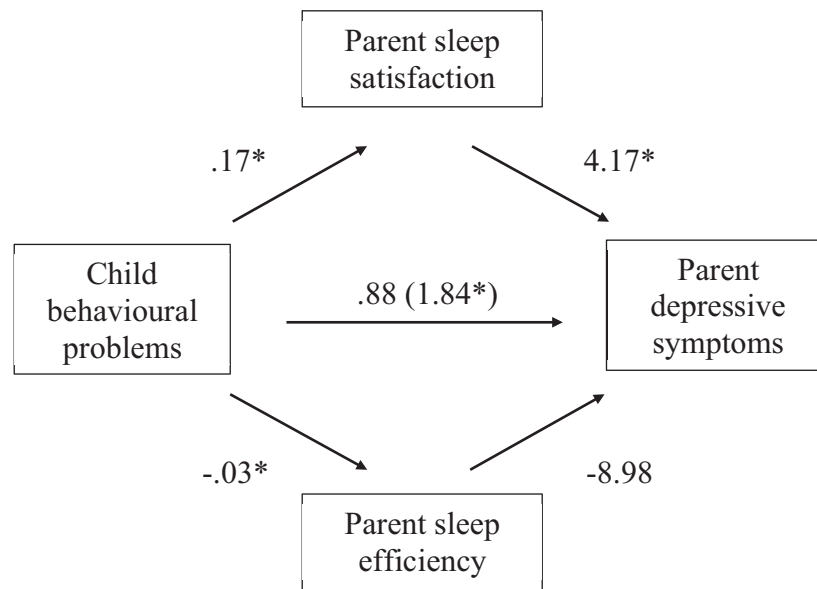 Parent sleep
satisfaction
.17*
4.17*
Child
behavioural
problems
.88 (1.84*)
Parent
depressive
symptoms
-.03*
-8.98
Parent sleep
efficiency